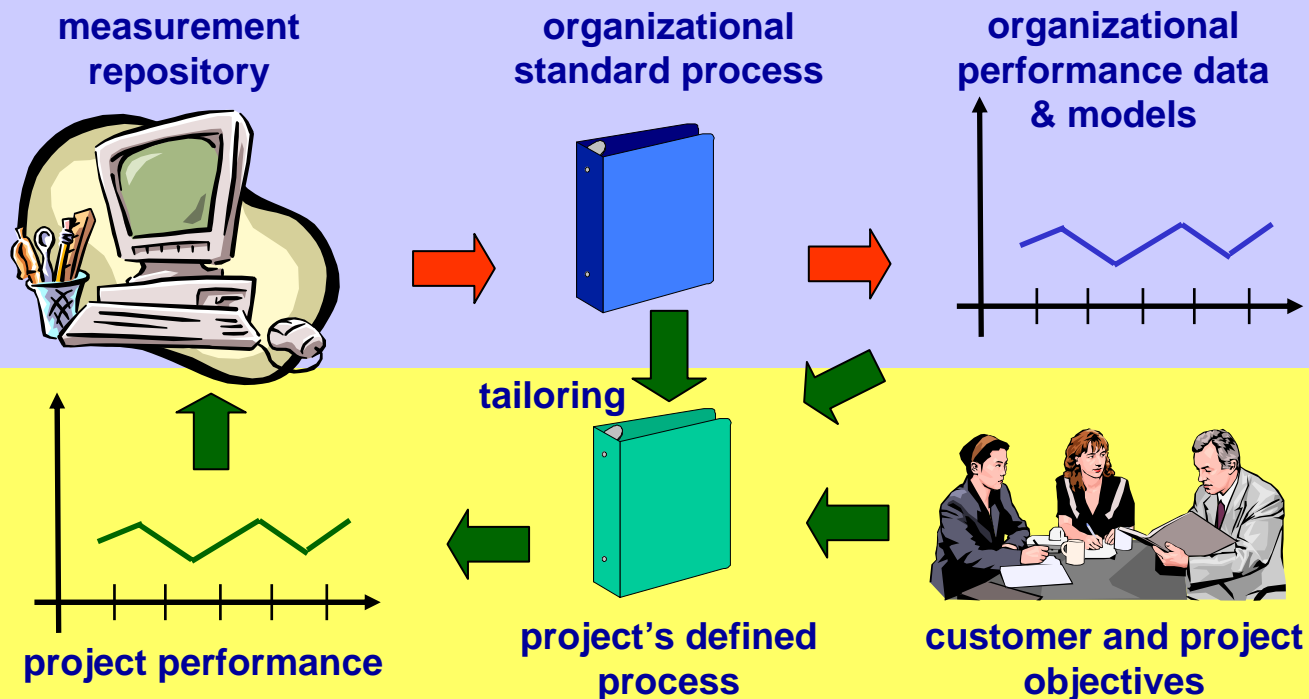 measurement
repository
organizational
standard process
organizational
performance data
& models
tailoring
project performance
project’s defined
process
customer and project
objectives